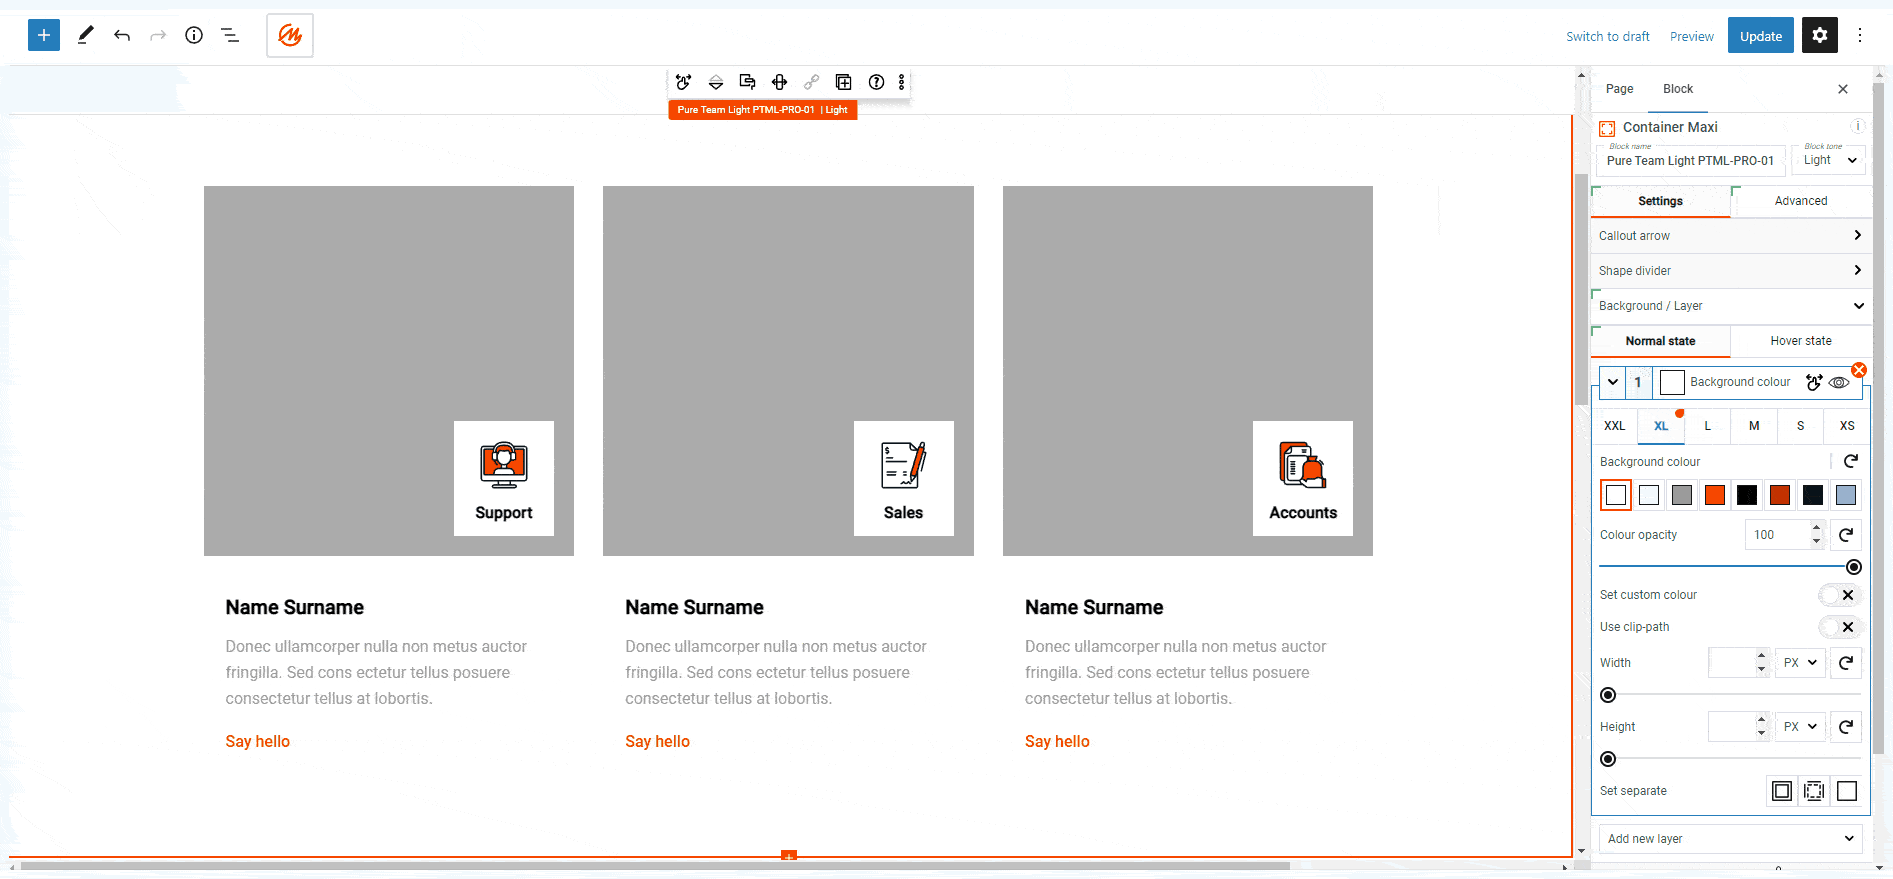 Switch to draft
Preview
Update
Pure Team Light PTML-PRO-01 | Light
Page
Block
Container Maxi
Block name
Pure Team Light PTML-PRO-01
Block tone
Light
Settings
Advanced
Callout arrow
Shape divider
Background / Layer
Normal state
Hover state
1
Background colour
XXL
XL
L
M
S
XS
Background colour
Colour opacity
100
Set custom colour
Use clip-path
Width
PX
Height
PX
Set separate
Add new layer
Support
Sales
Accounts
Name Surname
Donec ullamcorper nulla non metus auctor
fringilla. Sed cons ectetur tellus posuere
consectetur tellus at lobortis.
Say hello
Name Surname
Donec ullamcorper nulla non metus auctor
fringilla. Sed cons ectetur tellus posuere
consectetur tellus at lobortis.
Say hello
Name Surname
Donec ullamcorper nulla non metus auctor
fringilla. Sed cons ectetur tellus posuere
consectetur tellus at lobortis.
Say hello